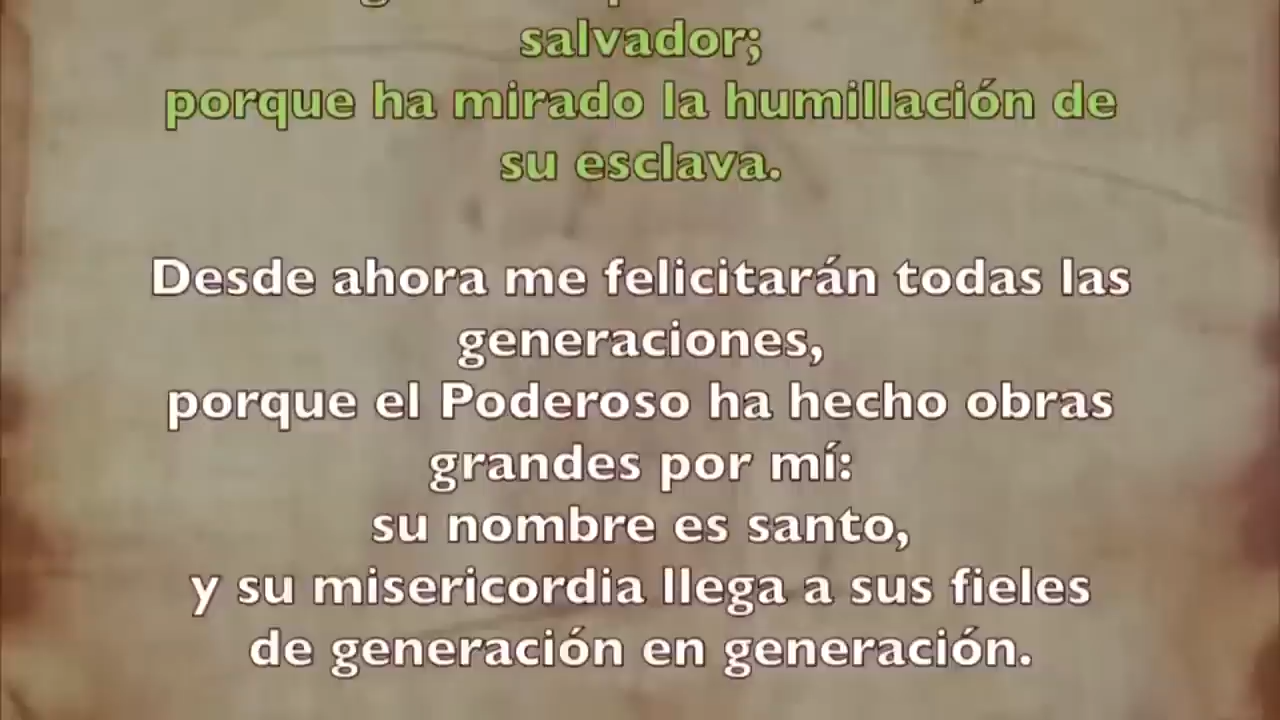 salvador;
porque ha mirado la humillación de
su esclava.
Desde ahora me felicitarán todas las
generaciones,
porque el Poderoso ha hecho obras
grandes por mí:
su nombre es santo,
y su misericordia llega a sus fieles
de generación en generación.